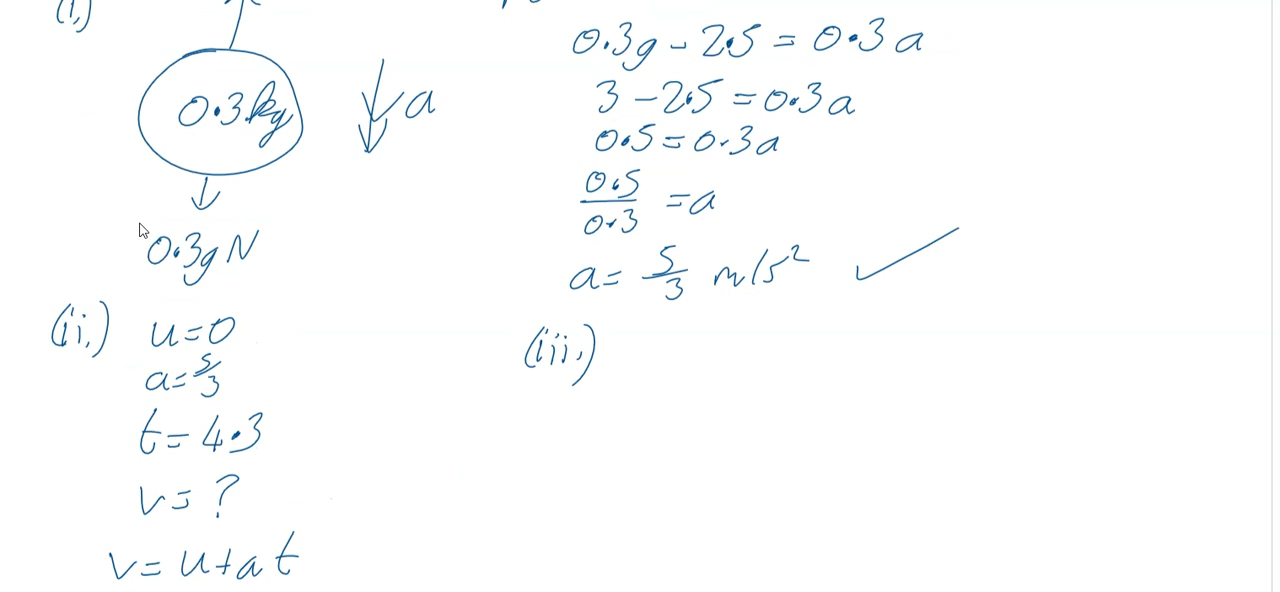 (i.)
0.3kg
a
0.3g N
0.3g - 2.5 = 0.3a
3 - 2.5 = 0.3a
0.5 = 0.3a
0.5/0.3 = a
a = 5/3 m/s²
(ii.) u = 0
a = 5/3
t = 4.3
v = ?
v = u + at
(iii.)